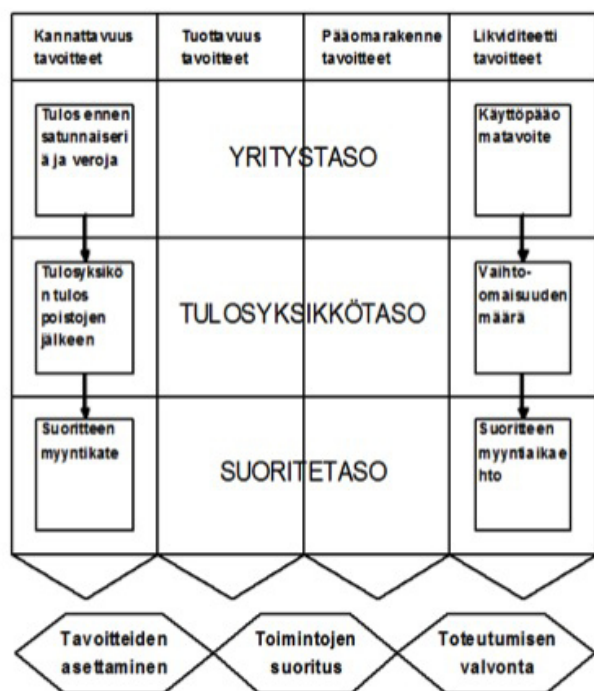 Kannattavuus
tavoitteet
Tuottavuus
tavoitteet
Pääomarakenne
tavoitteet
Likviditeetti
tavoitteet
Tulos ennen
satunnaiseri
ä ja veroja
YRITYSTASO
Käyttöpääo
matavoite
Tulosyksikö
n tulos
poistojen
jälkeen
TULOSYKSIKKÖTASO
Vaihto-
omaisuuden
määrä
Suoritteen
myyntikate
SUORITETASO
Suoritteen
myyntiaikae
hto
Tavoitteiden
asettaminen
Toimintojen
suoritus
Toteutumisen
valvonta